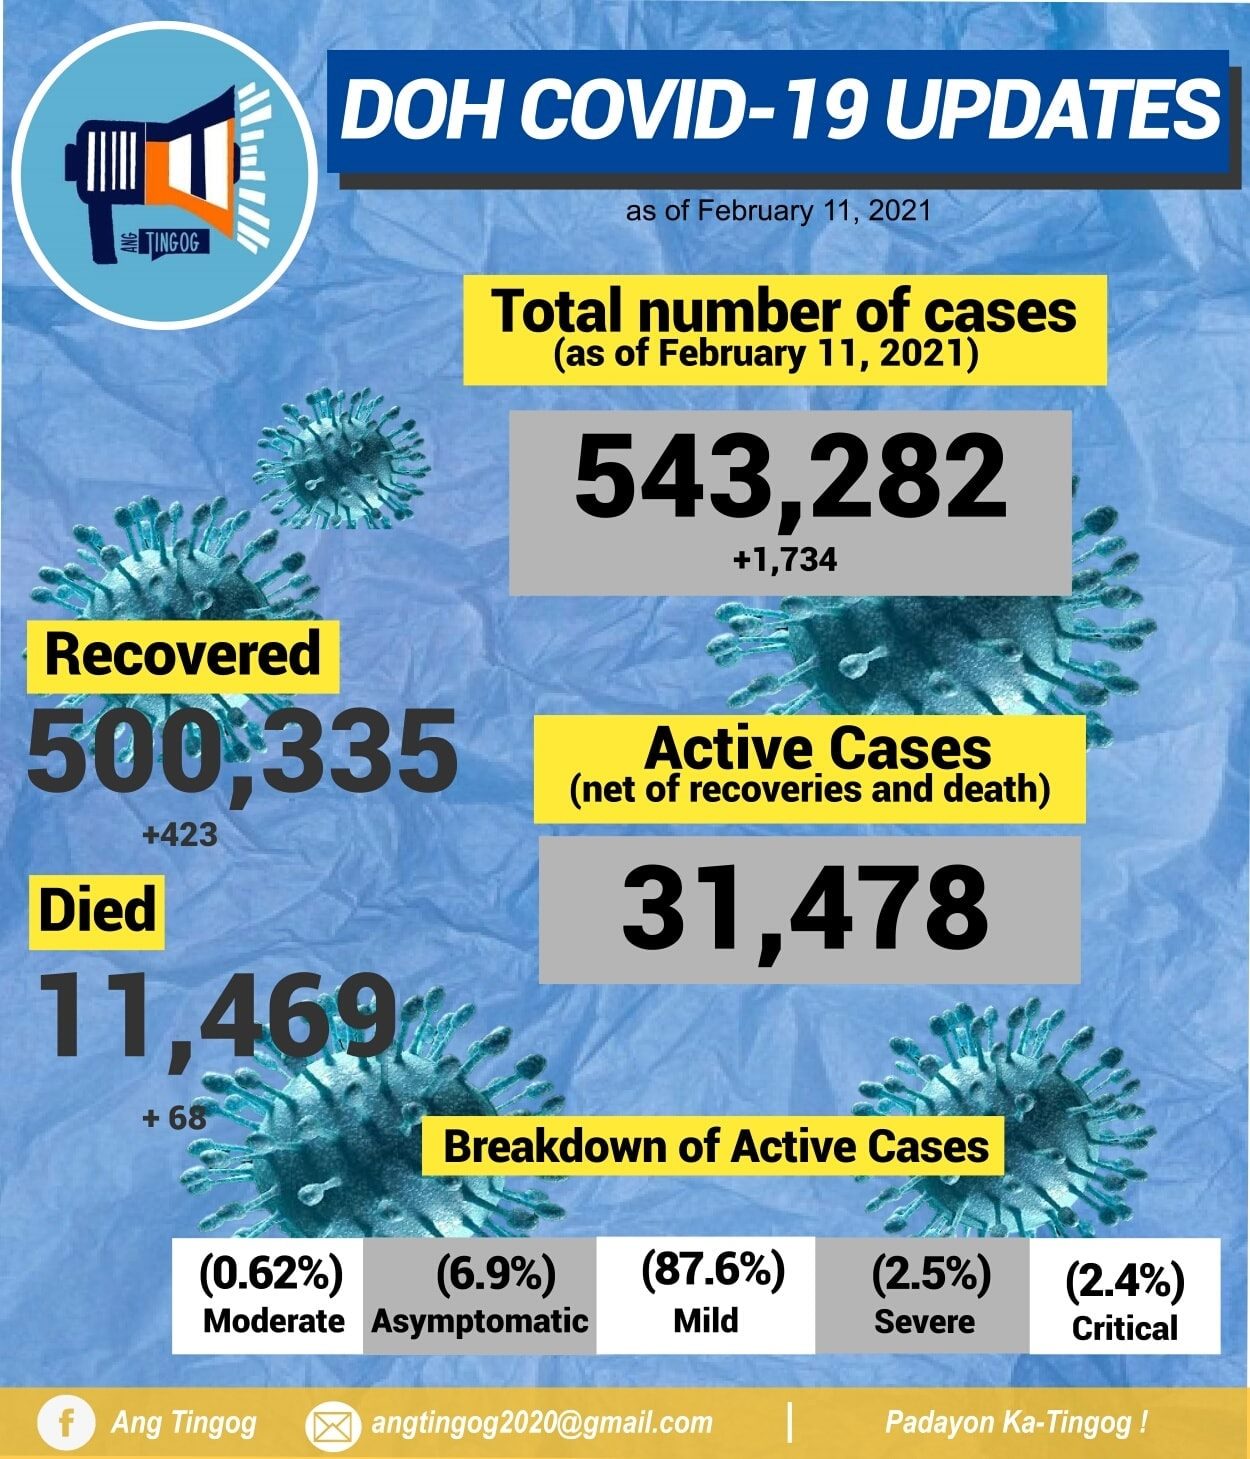 DOH COVID-19 UPDATES
as of February 11, 2021
ANG TINGOG
Total number of cases
(as of February 11, 2021)
543,282
+1,734
Recovered
500,335
+423
Active Cases
(net of recoveries and death)
31,478
Died
11,469
+ 68
Breakdown of Active Cases
(0.62%) (6.9%) (87.6%) (2.5%) (2.4%)
Moderate Asymptomatic Mild Severe Critical
f Ang Tingog angtingog2020@gmail.com | Padayon Ka-Tingog !